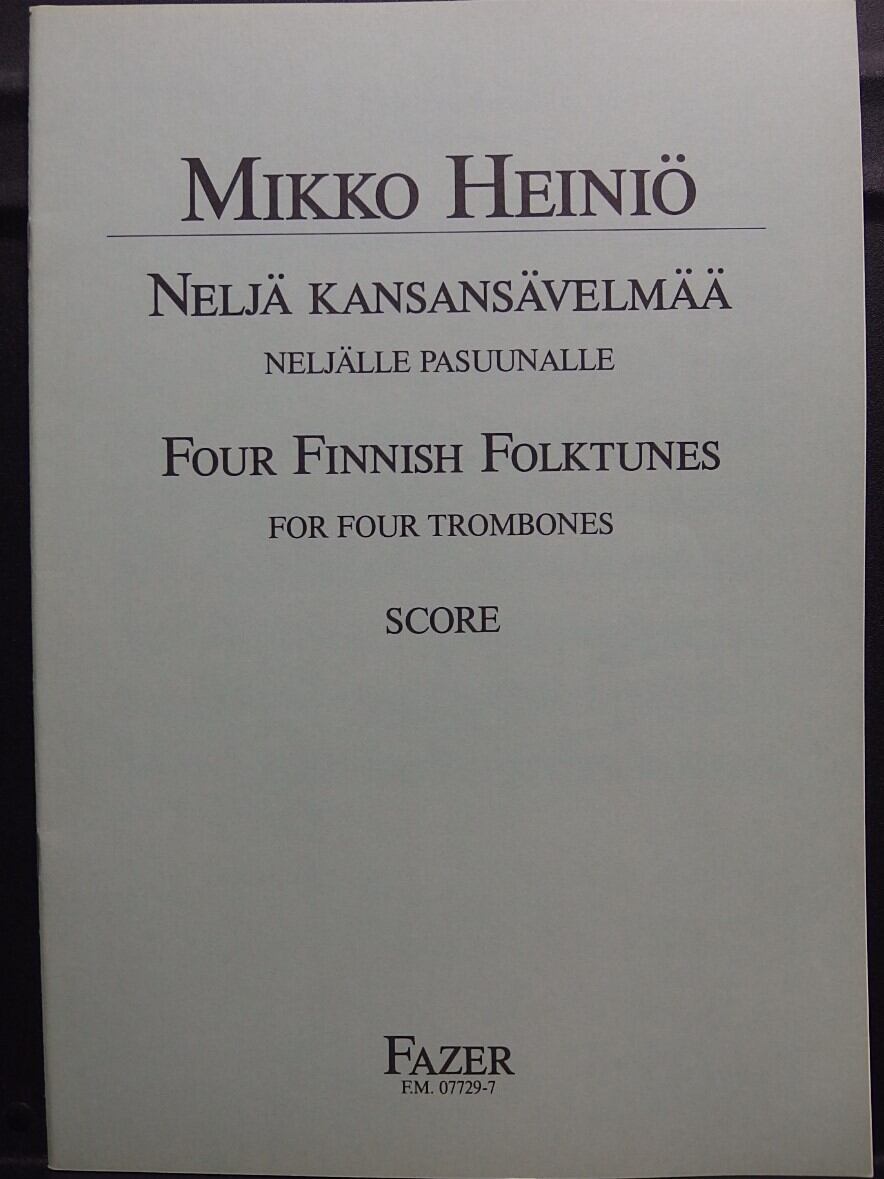 MIKKO HEINIÖ
NELJÄ KANSANSÄVELMÄÄ
NELJÄLLE PASUUNALLE
FOUR FINNISH FOLKTUNES
FOR FOUR TROMBONES
SCORE
FAZER
F.M. 07729-7